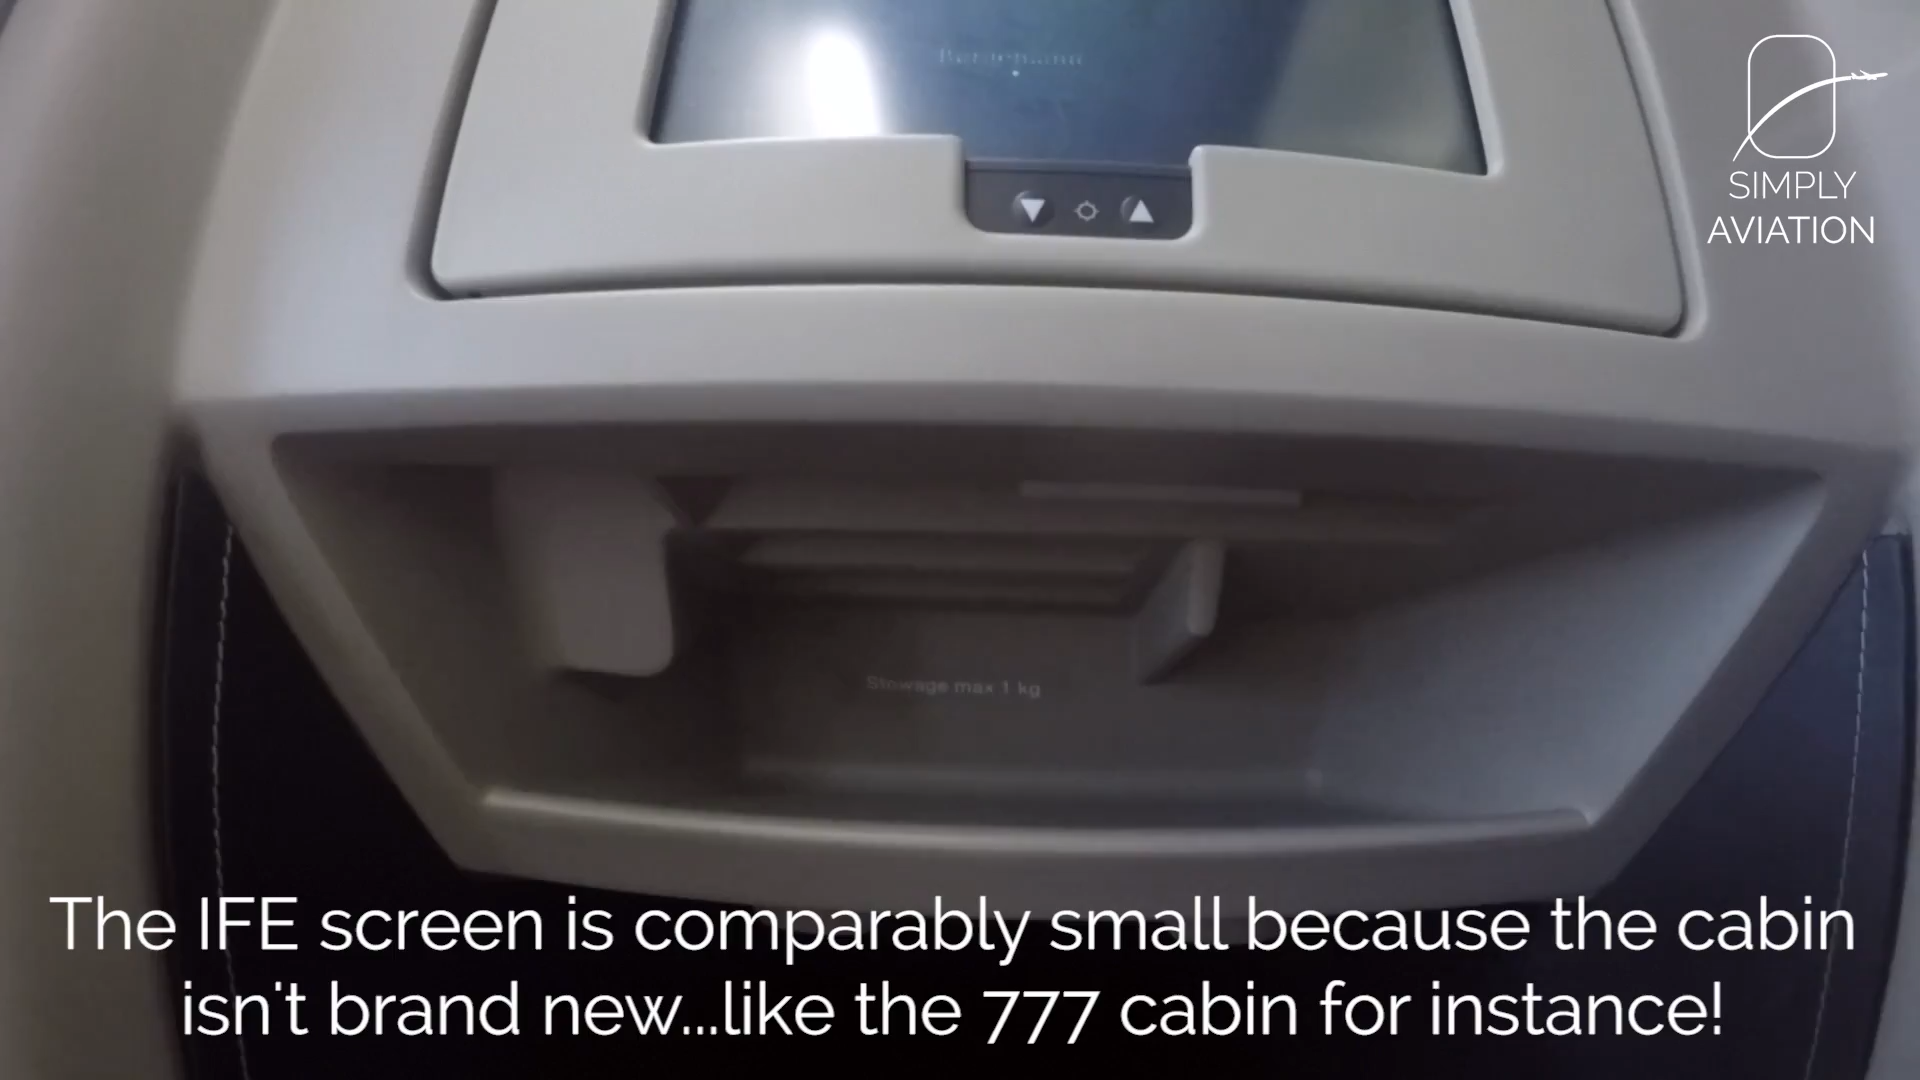 SIMPLY
AVIATION
Stowage max 1 kg
The IFE screen is comparably small because the cabin
isn't brand new...like the 777 cabin for instance!